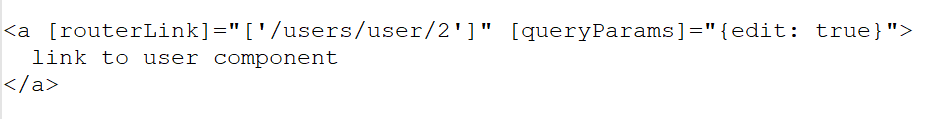 <a [routerLink]="['/users/user/2']" [queryParams]="{edit: true}">
  link to user component
</a>